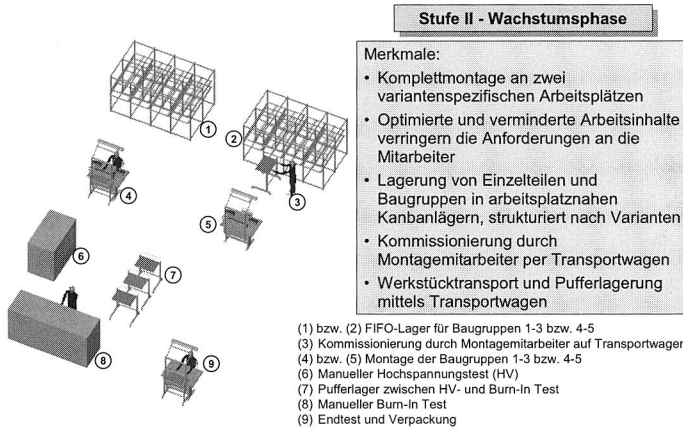 Stufe II - Wachstumsphase
Merkmale:
• Komplettmontage an zwei
variantenspezifischen Arbeitsplätzen
• Optimierte und verminderte Arbeitsinhalte
verringern die Anforderungen an die
Mitarbeiter
• Lagerung von Einzelteilen und
Baugruppen in arbeitsplatznahen
Kanbanlägern, strukturiert nach Varianten
• Kommissionierung durch
Montagemitarbeiter per Transportwagen
• Werkstücktransport und Pufferlagerung
mittels Transportwagen
1
2
3
4
5
6
7
8
9
(1) bzw. (2) FIFO-Lager für Baugruppen 1-3 bzw. 4-5
(3) Kommissionierung durch Montagemitarbeiter auf Transportwagen
(4) bzw. (5) Montage der Baugruppen 1-3 bzw. 4-5
(6) Manueller Hochspannungstest (HV)
(7) Pufferlager zwischen HV- und Burn-In Test
(8) Manueller Burn-In Test
(9) Endtest und Verpackung